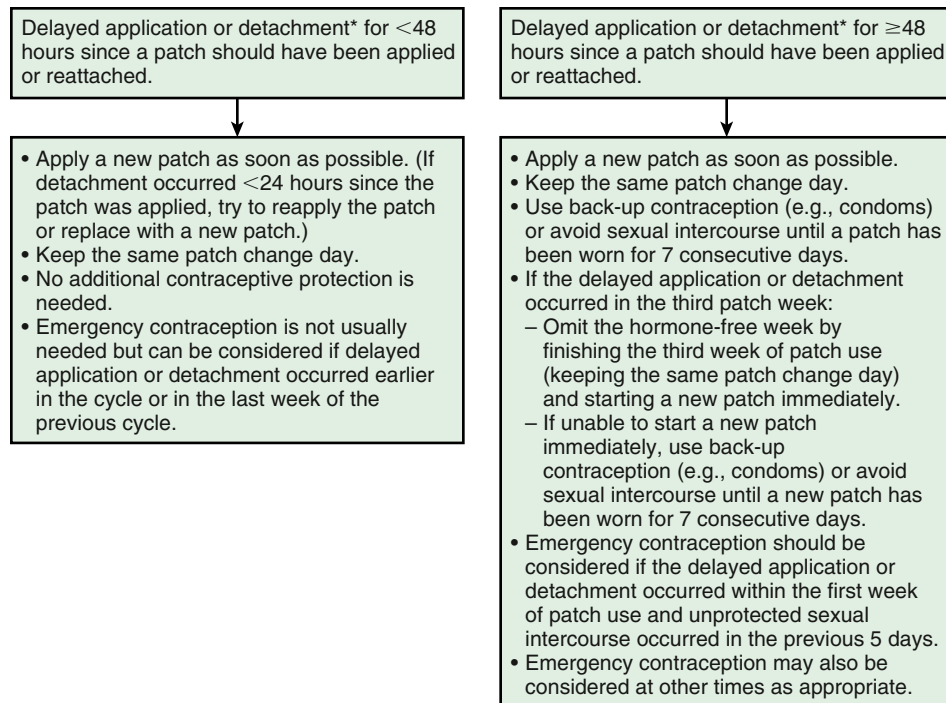 Delayed application or detachment* for <48
hours since a patch should have been applied
or reattached.
• Apply a new patch as soon as possible. (If
detachment occurred <24 hours since the
patch was applied, try to reapply the patch
or replace with a new patch.)
• Keep the same patch change day.
• No additional contraceptive protection is
needed.
• Emergency contraception is not usually
needed but can be considered if delayed
application or detachment occurred earlier
in the cycle or in the last week of the
previous cycle.
Delayed application or detachment* for ≥48
hours since a patch should have been applied
or reattached.
• Apply a new patch as soon as possible.
• Keep the same patch change day.
• Use back-up contraception (e.g., condoms)
or avoid sexual intercourse until a patch has
been worn for 7 consecutive days.
• If the delayed application or detachment
occurred in the third patch week:
– Omit the hormone-free week by
finishing the third week of patch use
(keeping the same patch change day)
and starting a new patch immediately.
– If unable to start a new patch
immediately, use back-up
contraception (e.g., condoms) or avoid
sexual intercourse until a new patch has
been worn for 7 consecutive days.
• Emergency contraception should be
considered if the delayed application or
detachment occurred within the first week
of patch use and unprotected sexual
intercourse occurred in the previous 5 days.
• Emergency contraception may also be
considered at other times as appropriate.